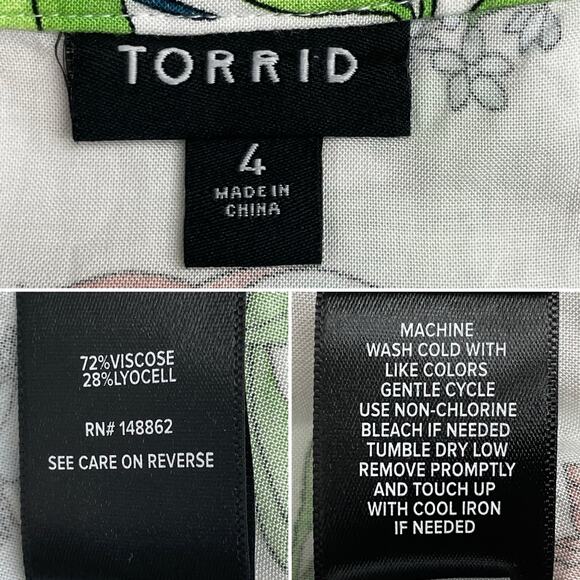 TORRID
4
MADE IN
CHINA
72%VISCOSE
28%LYOCELL
RN# 148862
SEE CARE ON REVERSE
MACHINE
WASH COLD WITH
LIKE COLORS
GENTLE CYCLE
USE NON-CHLORINE
BLEACH IF NEEDED
TUMBLE DRY LOW
REMOVE PROMPTLY
AND TOUCH UP
WITH COOL IRON
IF NEEDED